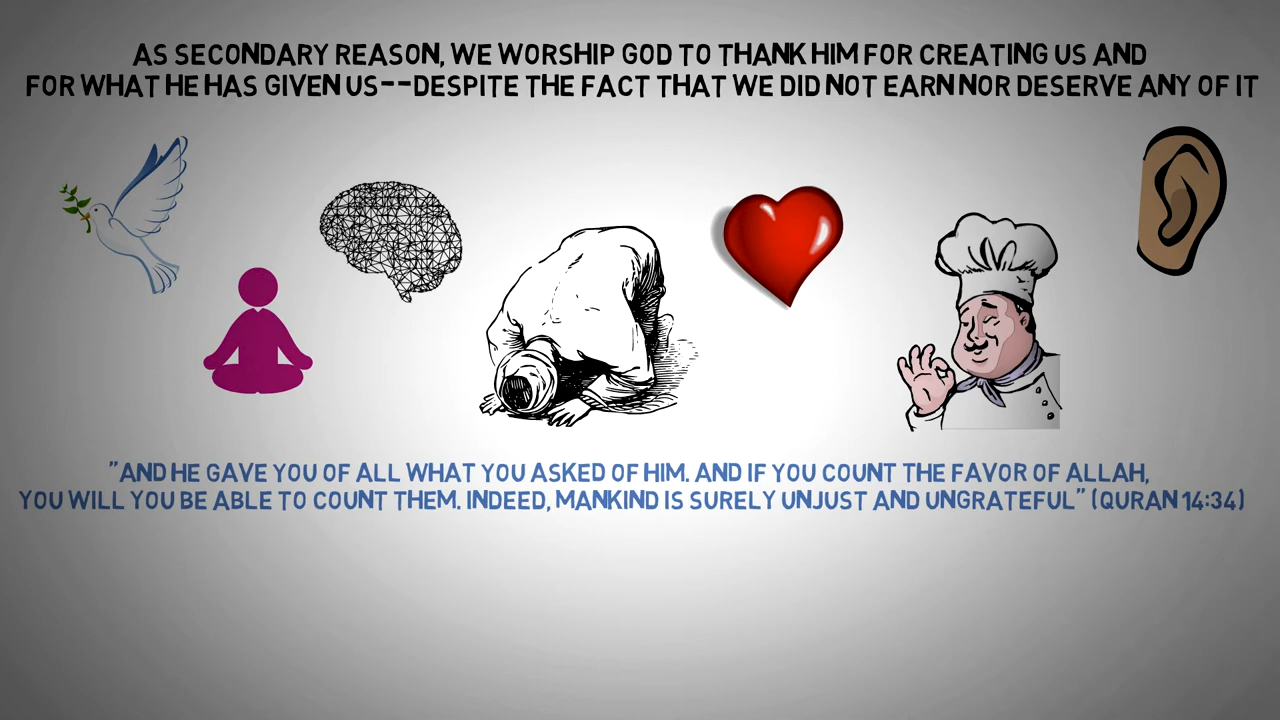 AS SECONDARY REASON, WE WORSHIP GOD TO THANK HIM FOR CREATING US AND
FOR WHAT HE HAS GIVEN US--DESPITE THE FACT THAT WE DID NOT EARN NOR DESERVE ANY OF IT
"AND HE GAVE YOU OF ALL WHAT YOU ASKED OF HIM. AND IF YOU COUNT THE FAVOR OF ALLAH,
YOU WILL YOU BE ABLE TO COUNT THEM. INDEED, MANKIND IS SURELY UNJUST AND UNGRATEFUL" (QURAN 14:34)